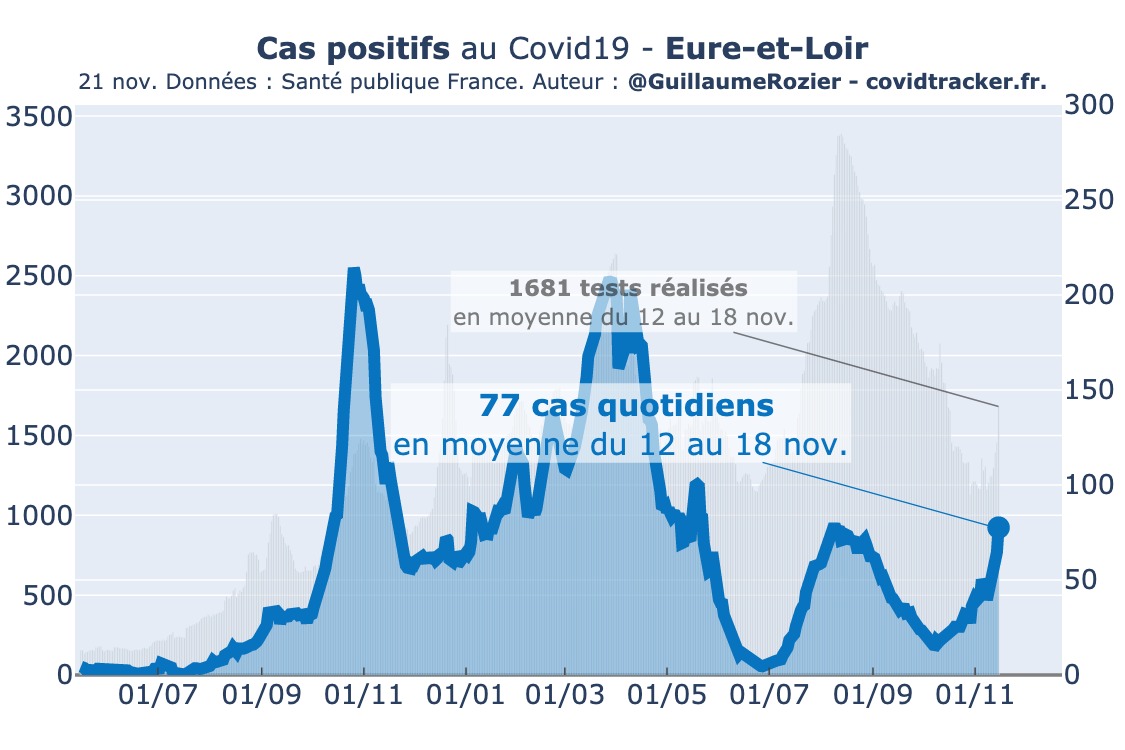 Cas positifs au Covid19 - Eure-et-Loir
21 nov. Données : Santé publique France. Auteur : @GuillaumeRozier - covidtracker.fr.
3500
3000
2500
2000
1500
1000
500
0
300
250
200
150
100
50
0
1681 tests réalisés
en moyenne du 12 au 18 nov.
77 cas quotidiens
en moyenne du 12 au 18 nov.
01/07 01/09 01/11 01/01 01/03 01/05 01/07 01/09 01/11